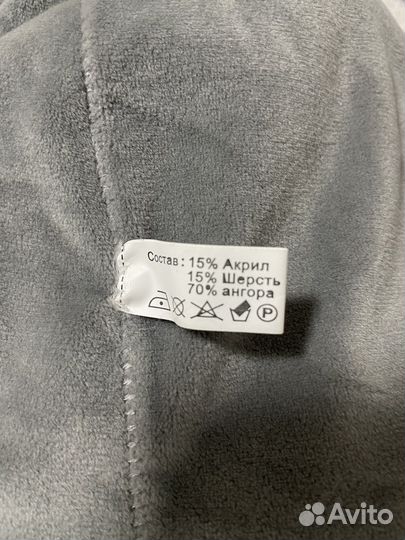 Состав : 15% Акрил
15% Шерсть
70% ангора
P
Avito